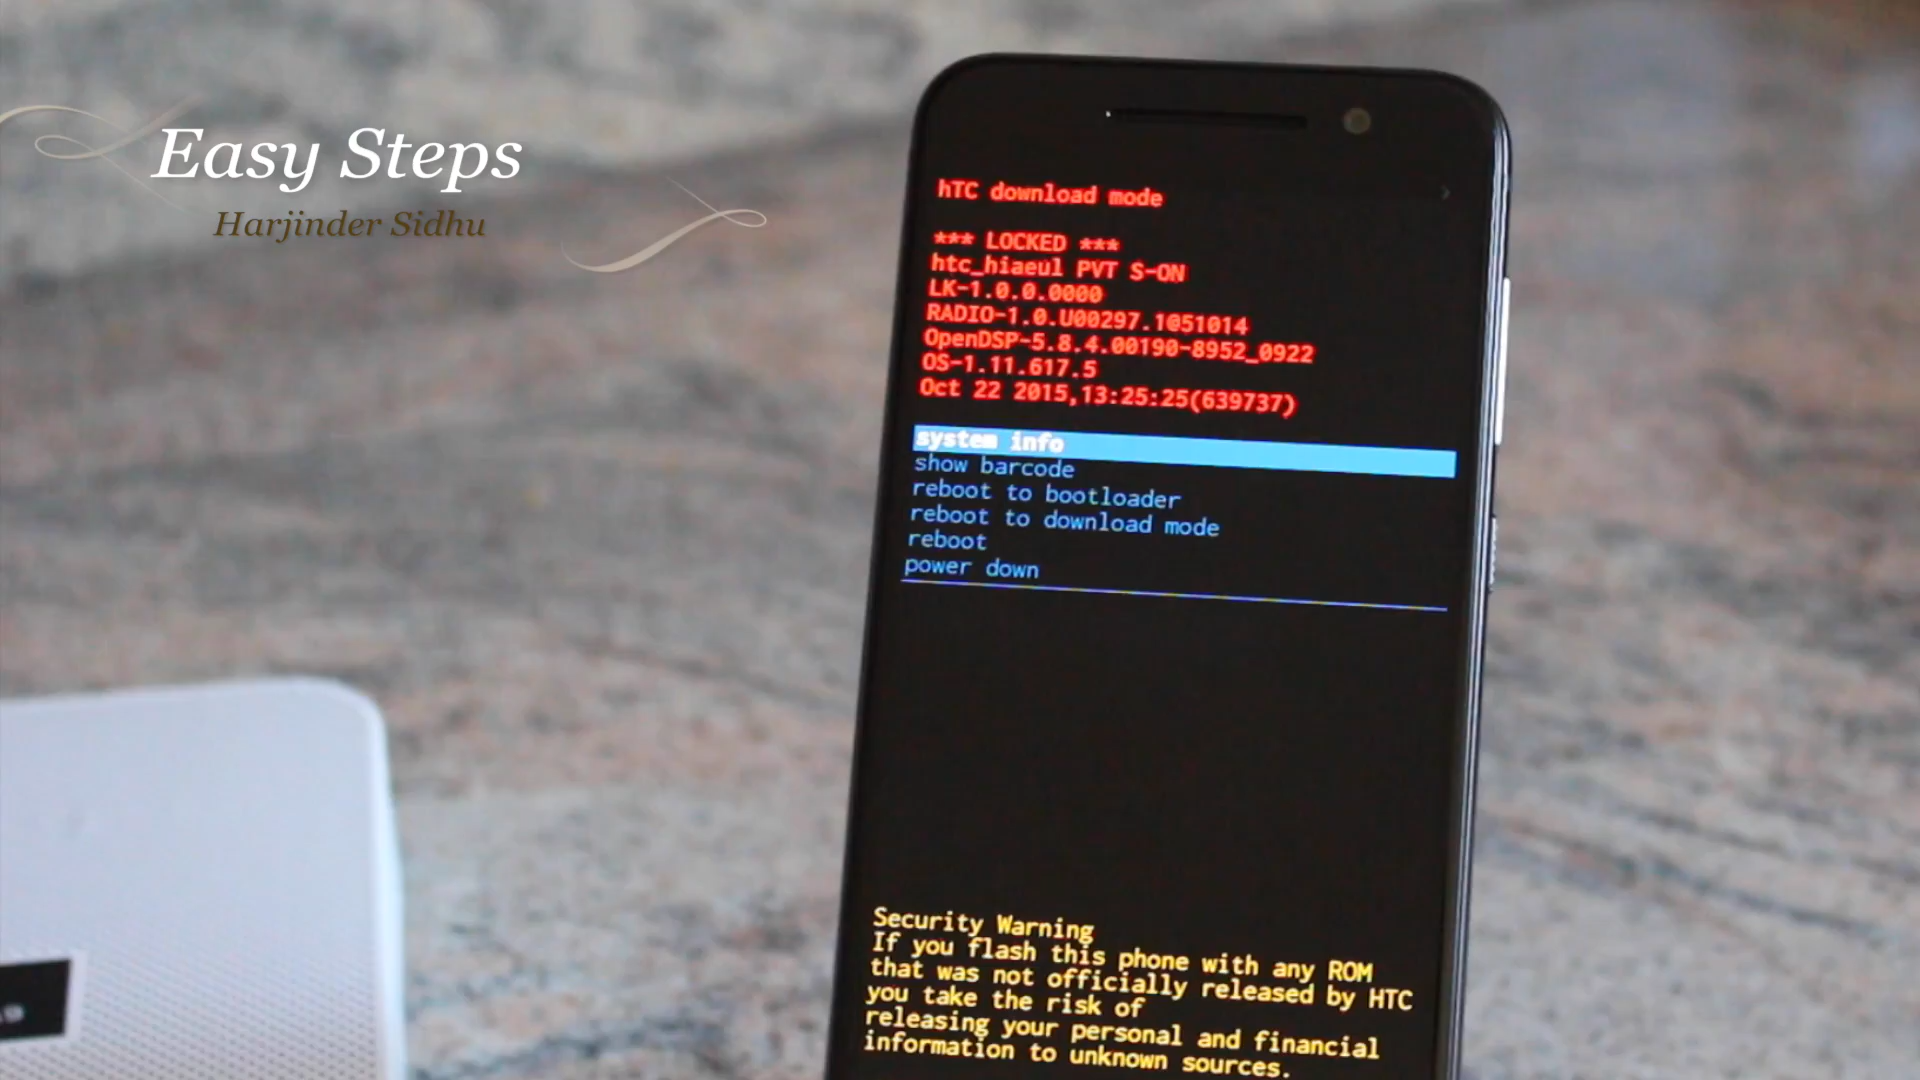 Easy Steps
Harjinder Sidhu
hTC download mode
*** LOCKED ***
htc_hiaeul PVT S-ON
LK-1.0.0.0000
RADIO-1.0.U00297.1@51014
OpenDSP-5.8.4.00190-8952_0922
OS-1.11.617.5
Oct 22 2015,13:25:25(639737)
system info
show barcode
reboot to bootloader
reboot to download mode
reboot
power down
Security Warning
If you flash this phone with any ROM
that was not officially released by HTC
you take the risk of
releasing your personal and financial
information to unknown sources.